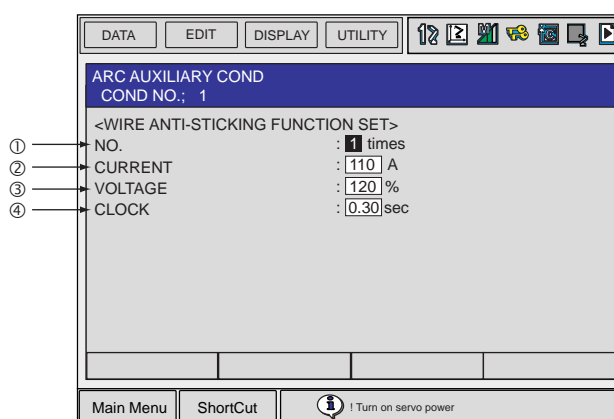 DATA EDIT DISPLAY UTILITY
ARC AUXILIARY COND
COND NO.; 1
<WIRE ANTI-STICKING FUNCTION SET>
① NO. : 1 times
② CURRENT : 110 A
③ VOLTAGE : 120 %
④ CLOCK : 0.30 sec
Main Menu ShortCut ! Turn on servo power